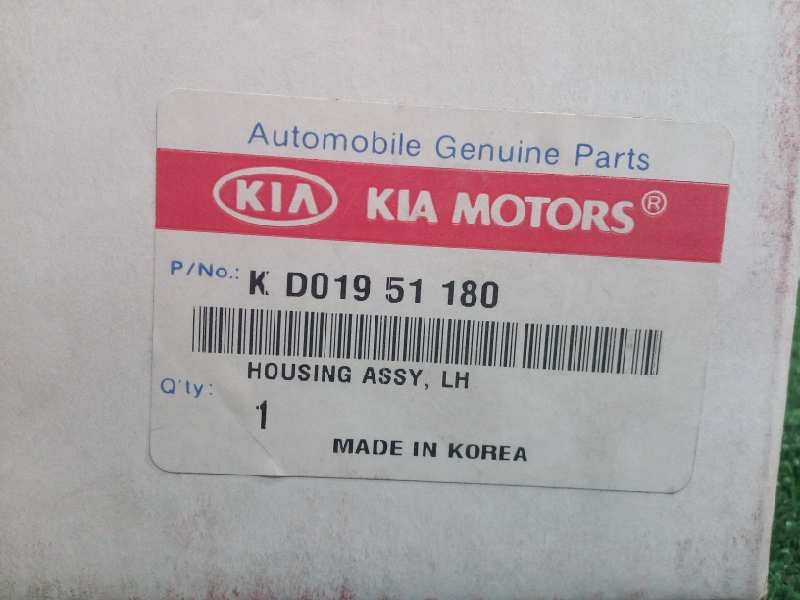 Automobile Genuine Parts
KIA KIA MOTORS®
P/No.: K D019 51 180
HOUSING ASSY, LH
Q'ty: 1
MADE IN KOREA